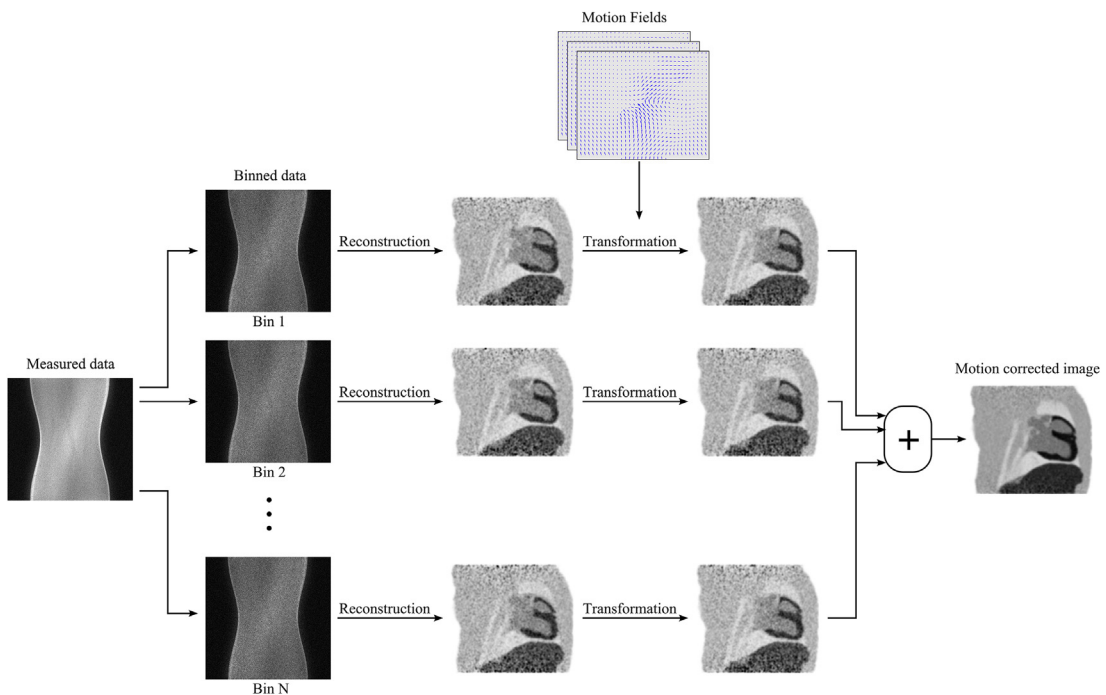 Motion Fields
Binned data
Reconstruction
Transformation
Bin 1
Measured data
Motion corrected image
Reconstruction
Transformation
+
Bin 2
Reconstruction
Transformation
Bin N